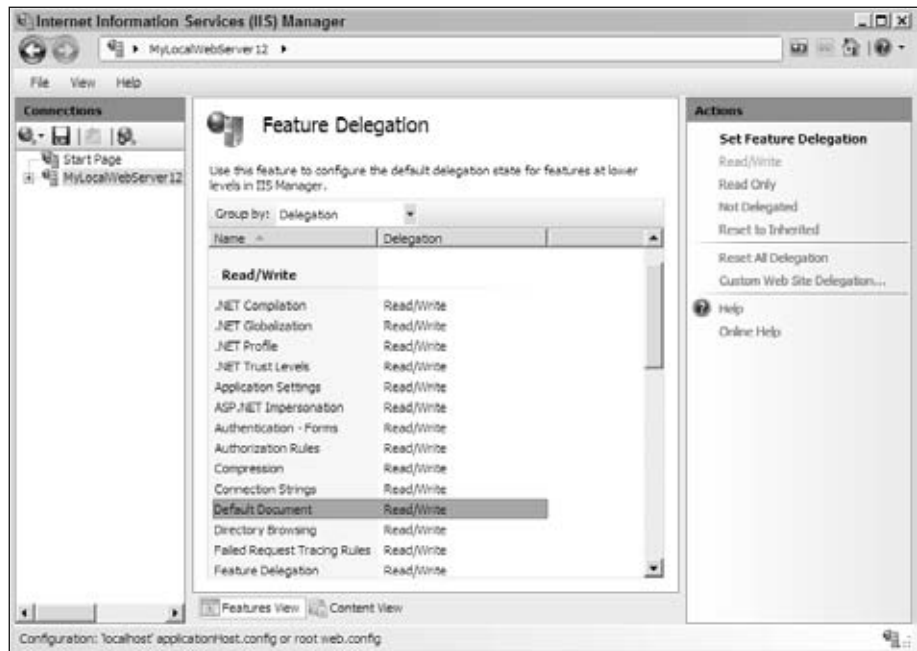 Internet Information Services (IIS) Manager
MyLocalWebServer12
File View Help
Connections
Start Page
MyLocalWebServer12
Feature Delegation
Use this feature to configure the default delegation state for features at lower
levels in IIS Manager.
Group by: Delegation
Name Delegation
Read/Write
.NET Compilation Read/Write
.NET Globalization Read/Write
.NET Profile Read/Write
.NET Trust Levels Read/Write
Application Settings Read/Write
ASP.NET Impersonation Read/Write
Authentication - Forms Read/Write
Authorization Rules Read/Write
Compression Read/Write
Connection Strings Read/Write
Default Document Read/Write
Directory Browsing Read/Write
Failed Request Tracing Rules Read/Write
Feature Delegation Read/Write
Features View Content View
Actions
Set Feature Delegation
Read/Write
Read Only
Not Delegated
Reset to Inherited
Reset All Delegation
Custom Web Site Delegation...
Help
Online Help
Configuration: 'localhost' applicationHost.config or root web.config